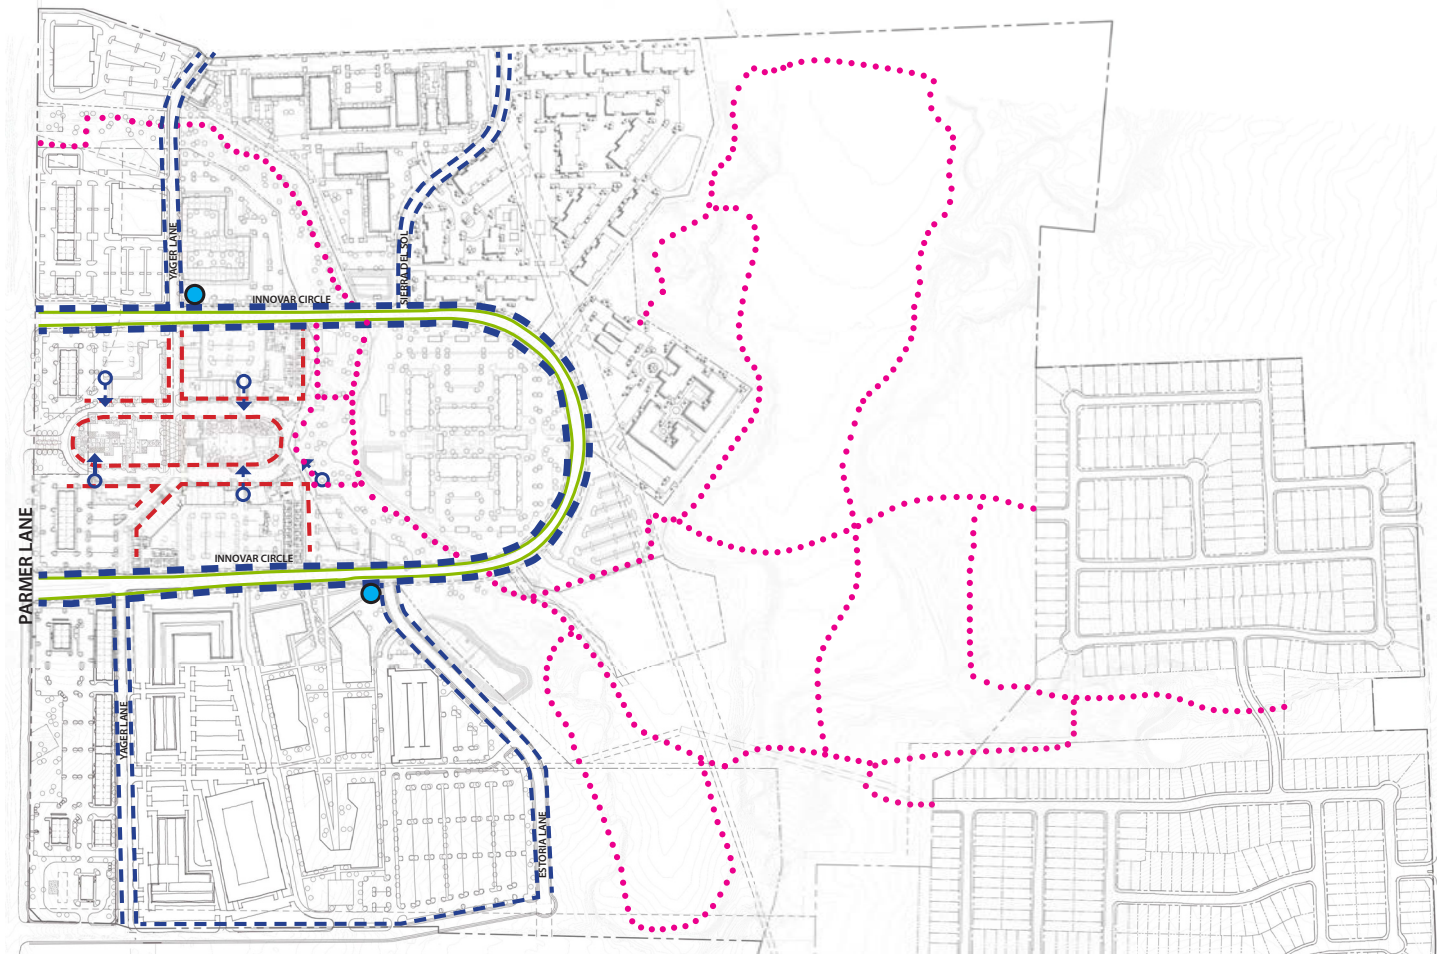 YAGER LANE
SIERRA DEL SOL
INNOVAR CIRCLE
PARMER LANE
INNOVAR CIRCLE
YAGER LANE
ESTORIA LANE